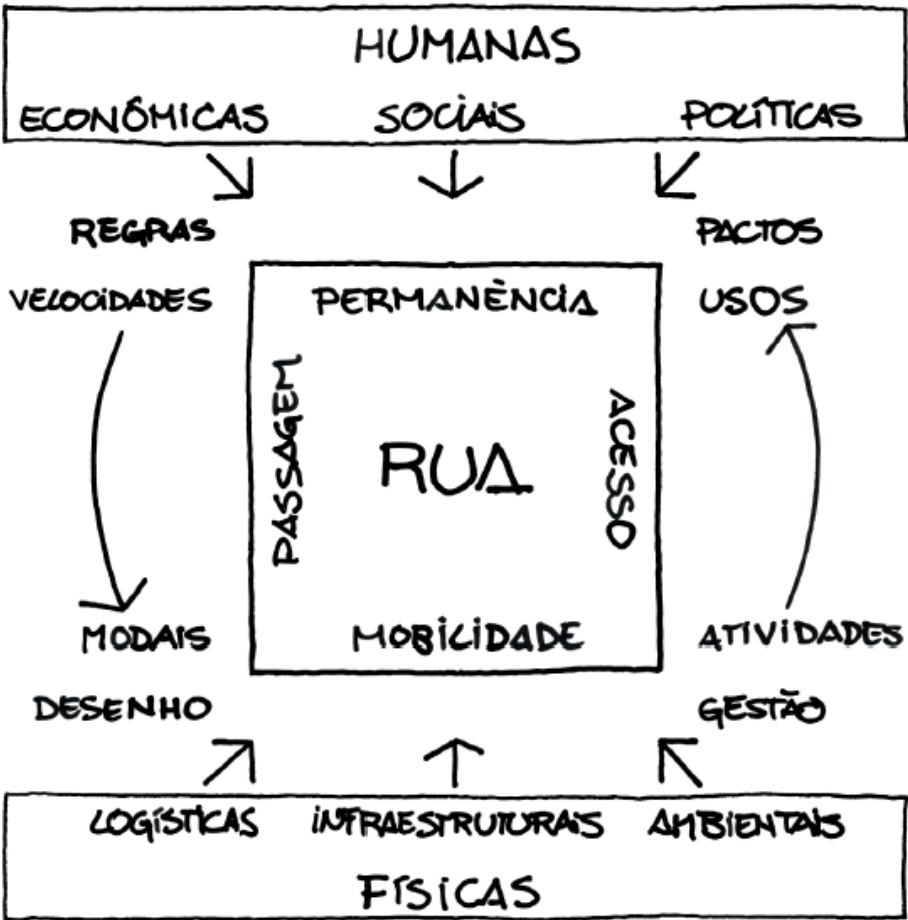 HUMANAS
ECONÔMICAS SOCIAIS POLÍTICAS
REGRAS PACTOS
VELOCIDADES PERMANÊNCIA USOS
PASSAGEM
RUA
ACESSO
MODAIS MOBILIDADE ATIVIDADES
DESENHO GESTÃO
LOGÍSTICAS INFRAESTRUTURAIS AMBIENTAIS
FÍSICAS